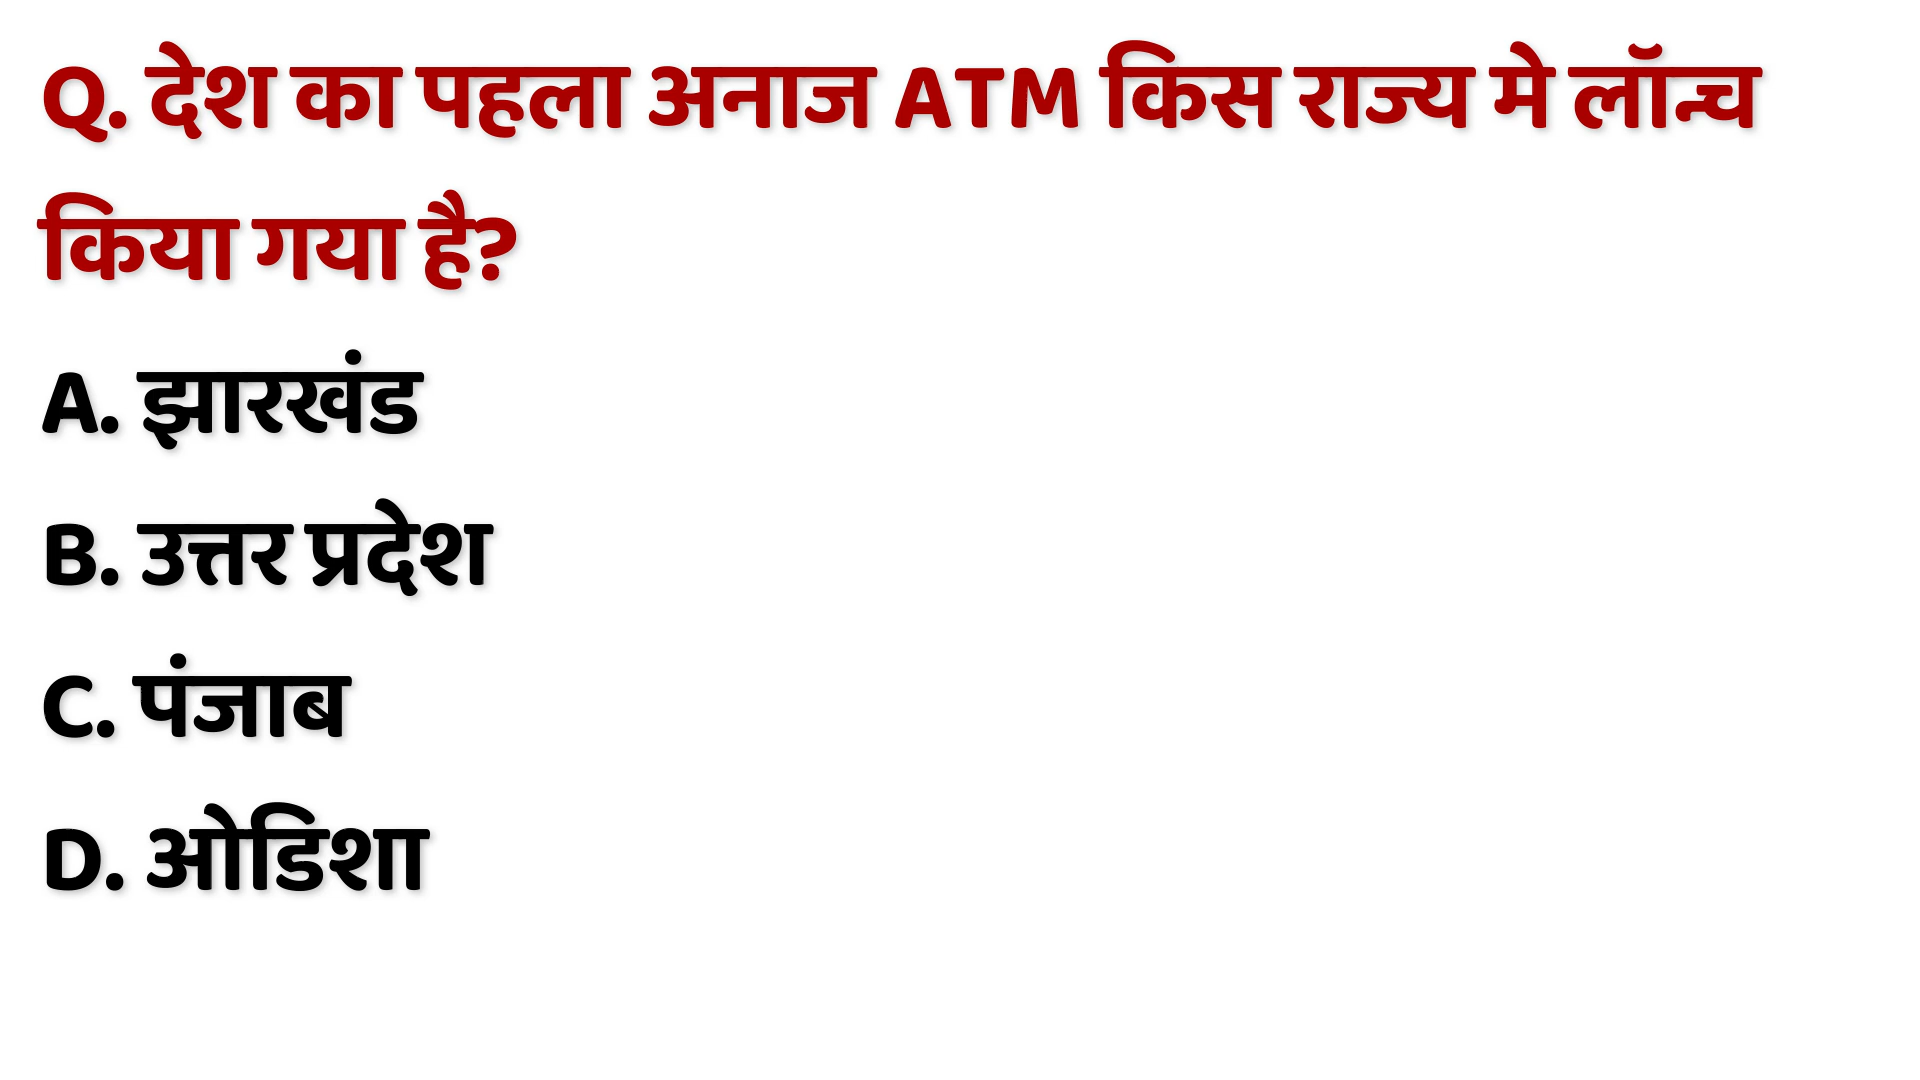 Q. देश का पहला अनाज ATM किस राज्य मे लॉन्च
किया गया है?
A. झारखंड
B. उत्तर प्रदेश
C. पंजाब
D. ओडिशा